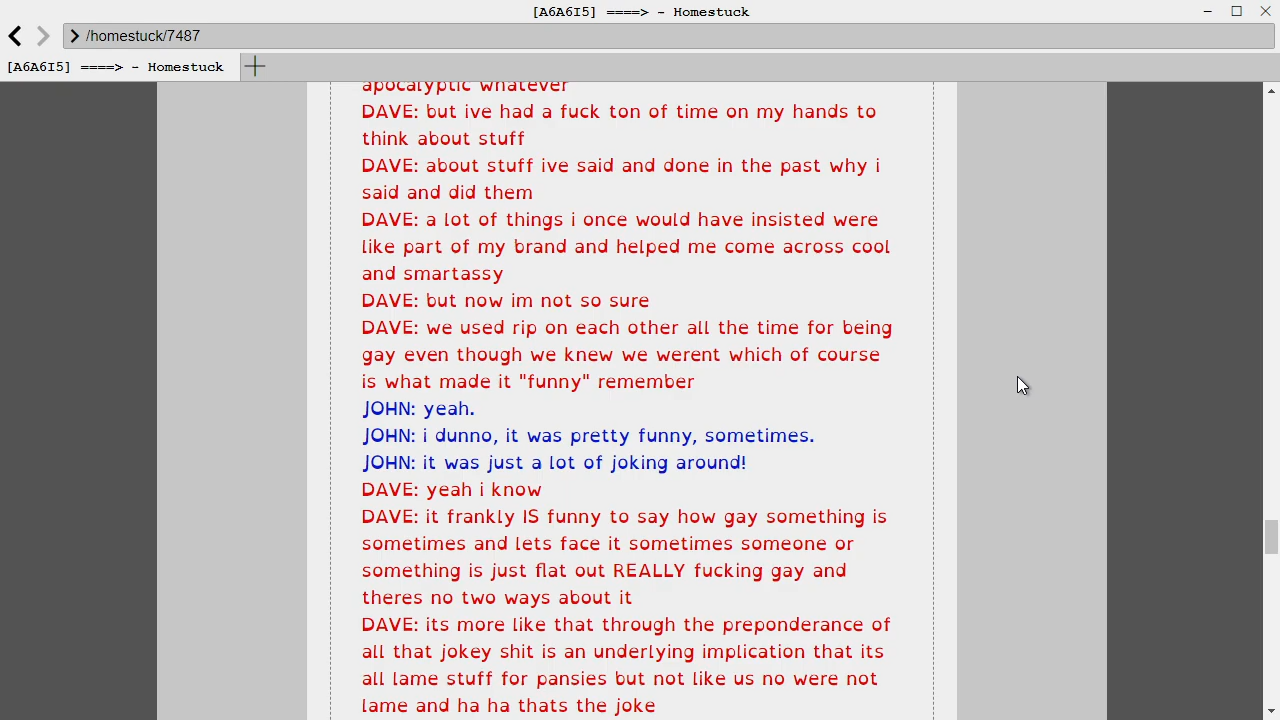 [A6A6I5] ====> - Homestuck
/homestuck/7487
[A6A6I5] ====> - Homestuck
apocalyptic whatever
DAVE: but ive had a fuck ton of time on my hands to
think about stuff
DAVE: about stuff ive said and done in the past why i
said and did them
DAVE: a lot of things i once would have insisted were
like part of my brand and helped me come across cool
and smartassy
DAVE: but now im not so sure
DAVE: we used rip on each other all the time for being
gay even though we knew we werent which of course
is what made it "funny" remember
JOHN: yeah.
JOHN: i dunno, it was pretty funny, sometimes.
JOHN: it was just a lot of joking around!
DAVE: yeah i know
DAVE: it frankly IS funny to say how gay something is
sometimes and lets face it sometimes someone or
something is just flat out REALLY fucking gay and
theres no two ways about it
DAVE: its more like that through the preponderance of
all that jokey shit is an underlying implication that its
all lame stuff for pansies but not like us no were not
lame and ha ha thats the joke